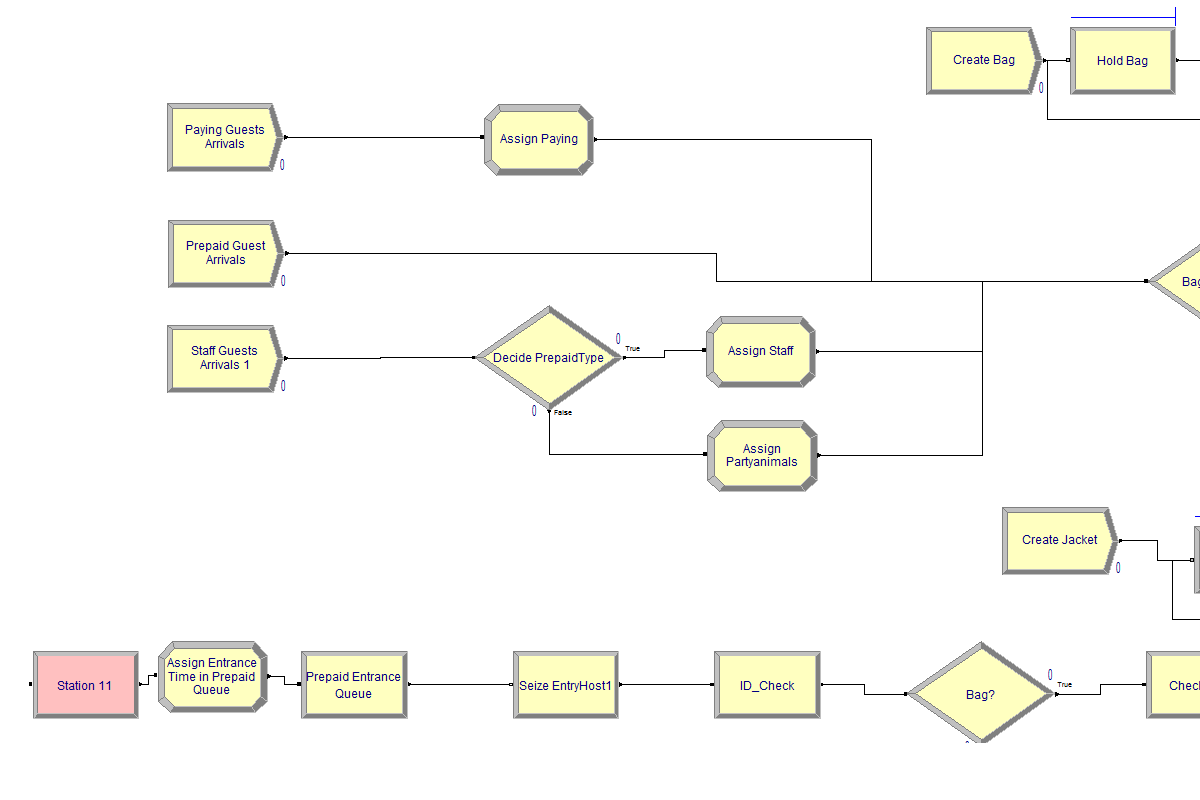 Create Bag
0
Hold Bag
Paying Guests
Arrivals
0
Assign Paying
Prepaid Guest
Arrivals
0
Staff Guests
Arrivals 1
0
Decide PrepaidType
0
True
0
False
Assign Staff
Assign
Partyanimals
Create Jacket
0
Station 11
Assign Entrance
Time in Prepaid
Queue
Prepaid Entrance
Queue
Seize EntryHost1
ID_Check
Bag?
0
True